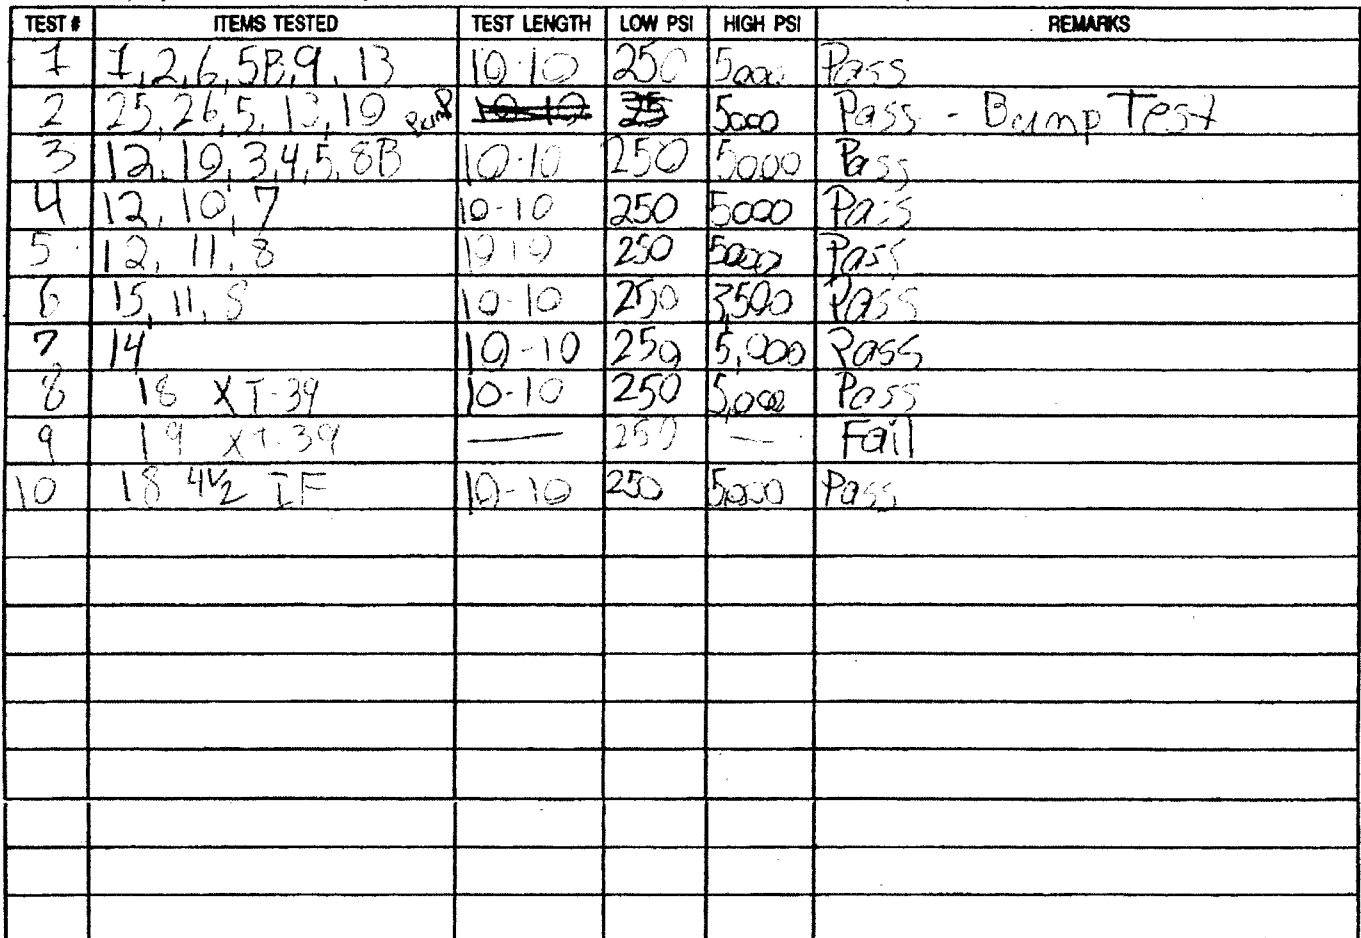 TEST # ITEMS TESTED TEST LENGTH LOW PSI HIGH PSI REMARKS
1 1, 2, 6, 5B, 9, 13 10-10 250 5000 Pass
2 25, 26, 5, 13, 10 5000 Pass - Bump Test
3 12, 19, 3, 4, 5, 8B 10-10 250 5000 Pass
4 12, 10, 7 10-10 250 5000 Pass
5 12, 11, 8 10 10 250 5000 Pass
6 15, 11, 8 10-10 250 3500 Pass
7 14 10-10 250 5,000 Pass
8 18 XT-39 10-10 250 5,000 Pass
9 19 XT-39 — 250 — Fail
10 18 4½ IF 10-10 250 5,000 Pass